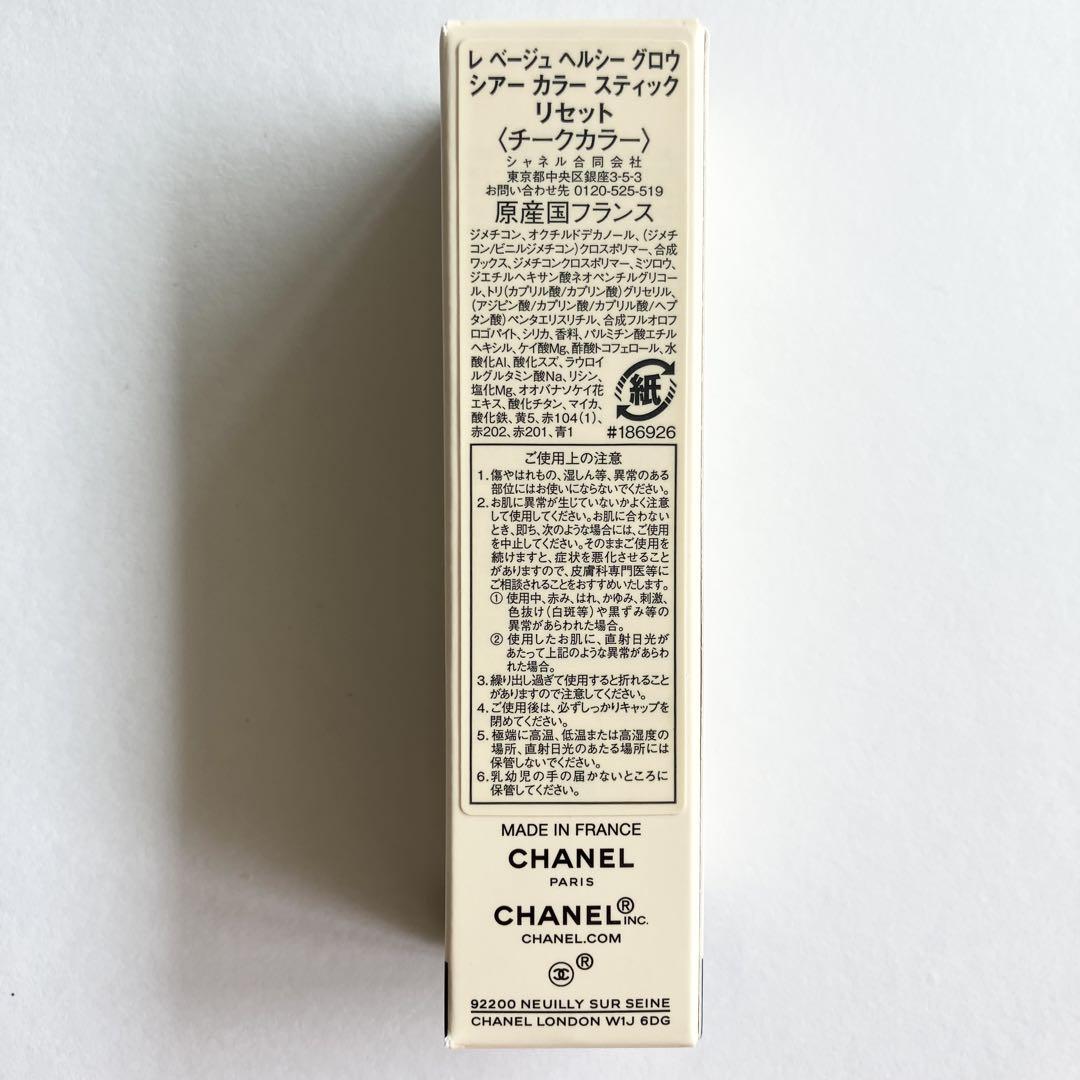 レ ベージュ ヘルシー グロウ
シアー カラー スティック
リセット
〈チークカラー〉
シャネル合同会社
東京都中央区銀座3-5-3
お問い合わせ先 0120-525-519
原産国フランス
ジメチコン、オクチルドデカノール、(ジメチ
コン/ビニルジメチコン)クロスポリマー、合成
ワックス、ジメチコンクロスポリマー、ミツロウ、
ジエチルヘキサン酸ネオペンチルグリコー
ル、トリ(カプリル酸/カプリン酸)グリセリル、
(アジピン酸/カプリン酸/カプリル酸/ヘプ
タン酸)ペンタエリスリチル、合成フルオロフ
ロゴパイト、シリカ、香料、パルミチン酸エチル
ヘキシル、ケイ酸Mg、酢酸トコフェロール、水
酸化Al、酸化スズ、ラウロイ
ルグルタミン酸Na、リシン、
塩化Mg、オオバナソケイ花
エキス、酸化チタン、マイカ、
酸化鉄、黄5、赤104(1)、
赤202、赤201、青1
紙
#186926
ご使用上の注意
1. 傷やはれもの、湿しん等、異常のある
部位にはお使いにならないでください。
2. お肌に異常が生じていないかよく注意
して使用してください。お肌に合わない
とき、即ち、次のような場合には、ご使用
を中止してください。そのままご使用を
続けますと、症状を悪化させること
がありますので、皮膚科専門医等に
ご相談されることをおすすめいたします。
① 使用中、赤み、はれ、かゆみ、刺激、
色抜け(白斑等)や黒ずみ等の
異常があらわれた場合。
② 使用したお肌に、直射日光が
あたって上記のような異常があらわ
れた場合。
3. 繰り出し過ぎて使用すると折れること
がありますので注意してください。
4. ご使用後は、必ずしっかりキャップを
閉めてください。
5. 極端に高温、低温または高湿度の
場所、直射日光のあたる場所には
保管しないでください。
6. 乳幼児の手の届かないところに
保管してください。
MADE IN FRANCE
CHANEL
PARIS
CHANEL® INC.
CHANEL.COM
®
92200 NEUILLY SUR SEINE
CHANEL LONDON W1J 6DG